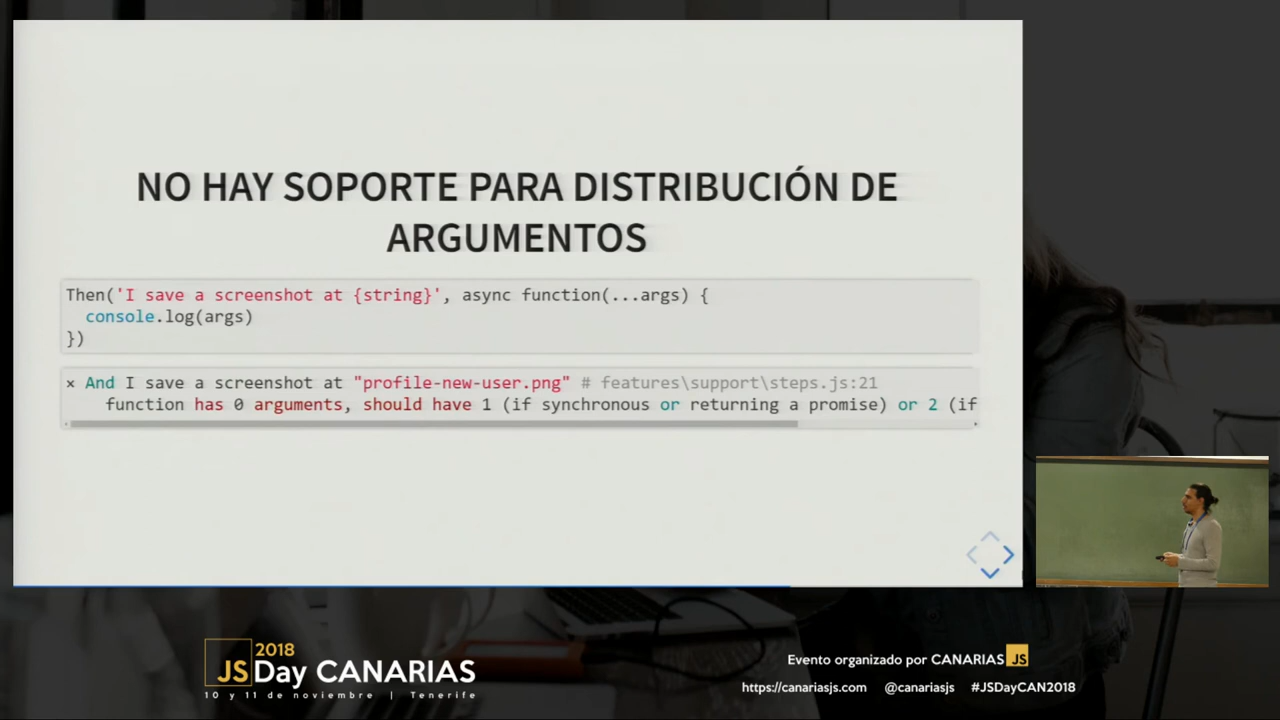 NO HAY SOPORTE PARA DISTRIBUCIÓN DE
ARGUMENTOS
Then('I save a screenshot at {string}', async function(...args) {
console.log(args)
})
× And I save a screenshot at "profile-new-user.png" # features\support\steps.js:21
function has 0 arguments, should have 1 (if synchronous or returning a promise) or 2 (if
2018
JSDay CANARIAS
10 y 11 de noviembre | Tenerife
Evento organizado por CANARIAS JS
https://canariasjs.com @canariasjs #JSDayCAN2018